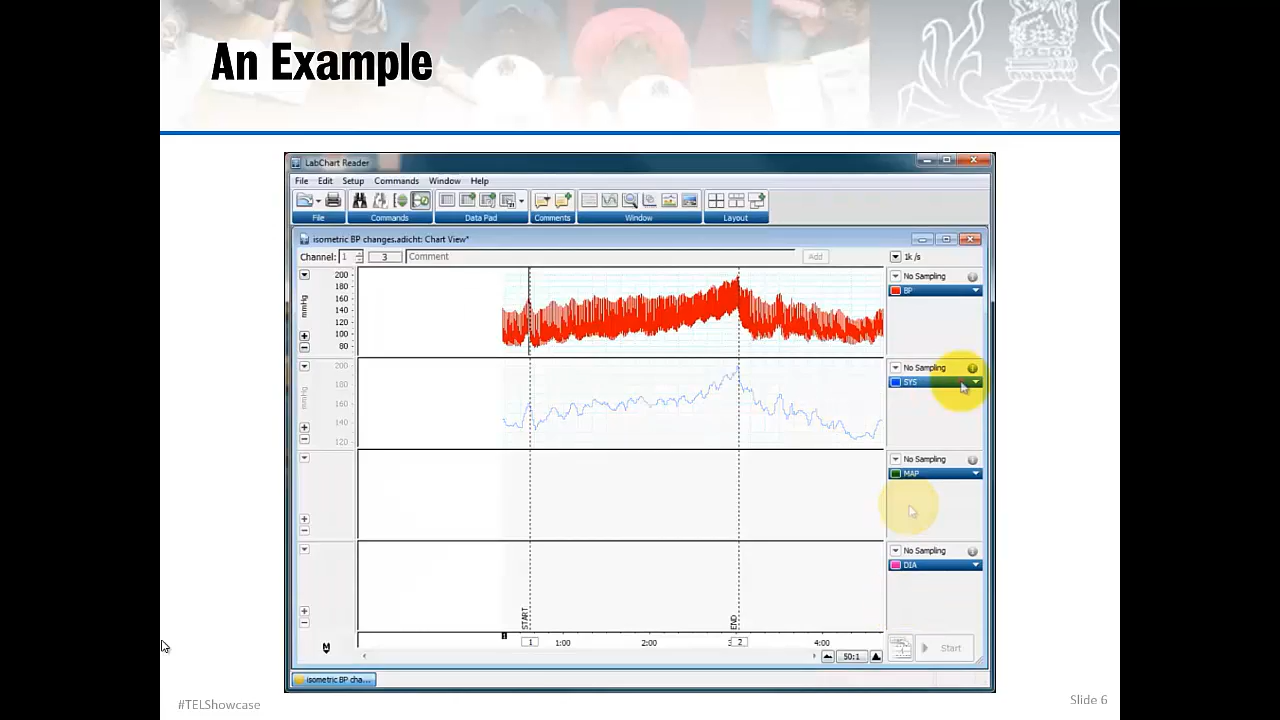 An Example
LabChart Reader
File Edit Setup Commands Window Help
File Commands Data Pad Comments Window Layout
isometric BP changes.adicht: Chart View*
Channel: 1 3 Comment Add 1k /s
200
180
160
140
120
100
80
mmHg
No Sampling
BP
200
180
160
140
120
mmHg
No Sampling
SYS
No Sampling
MAP
No Sampling
DIA
START
END
1 1:00 2:00 2 4:00
M
50:1
Start
isometric BP cha...
#TELShowcase
Slide 6